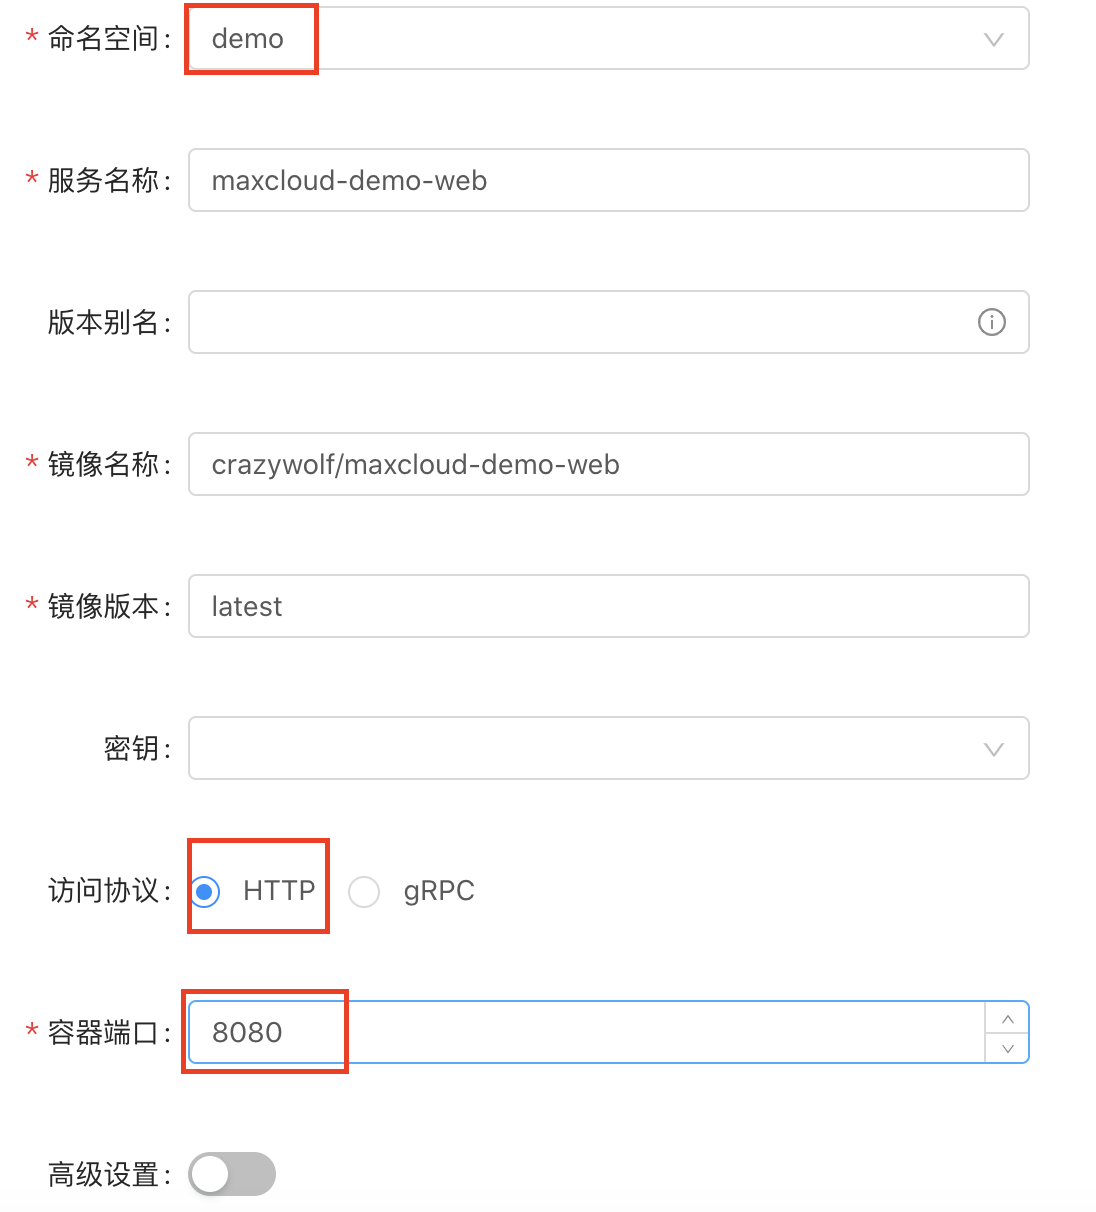 * 命名空间: demo
* 服务名称: maxcloud-demo-web
版本别名:
* 镜像名称: crazywolf/maxcloud-demo-web
* 镜像版本: latest
密钥:
访问协议: HTTP gRPC
* 容器端口: 8080
高级设置: